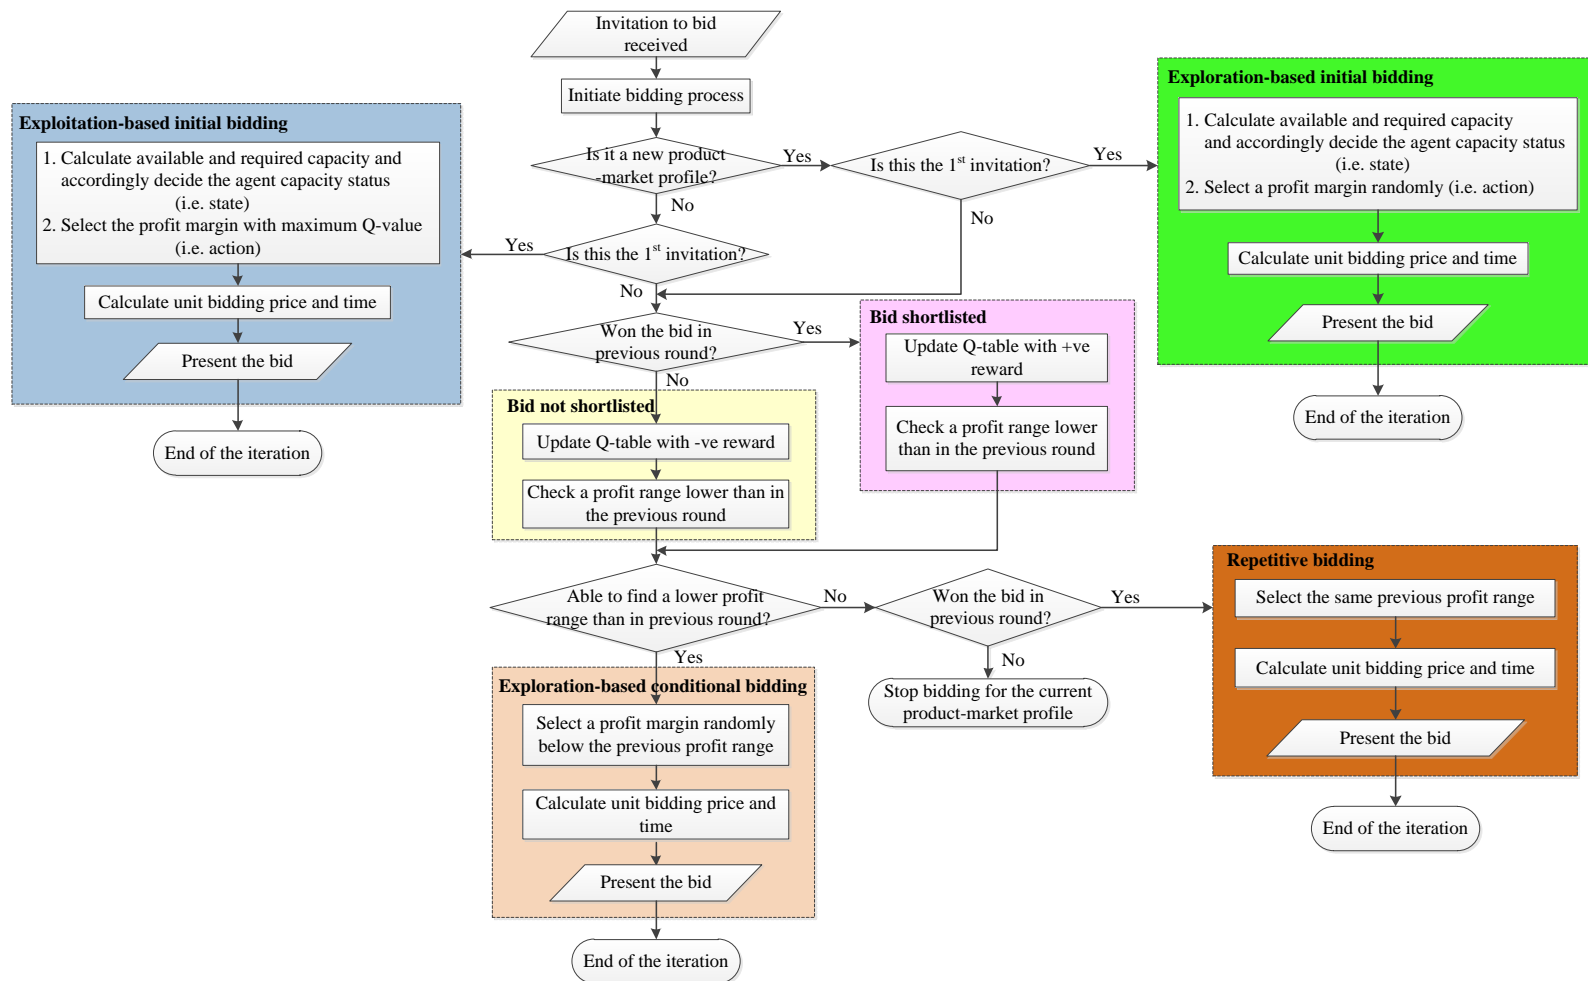 Invitation to bid
received
Initiate bidding process
Is it a new product
-market profile?
Yes
Is this the 1st invitation?
Yes
No
No
Exploration-based initial bidding
1. Calculate available and required capacity
and accordingly decide the agent capacity status
(i.e. state)
2. Select a profit margin randomly (i.e. action)
Calculate unit bidding price and time
Present the bid
End of the iteration
Exploitation-based initial bidding
1. Calculate available and required capacity and
accordingly decide the agent capacity status
(i.e. state)
2. Select the profit margin with maximum Q-value
(i.e. action)
Calculate unit bidding price and time
Present the bid
End of the iteration
Yes
Is this the 1st invitation?
No
Won the bid in
previous round?
Yes
No
Bid shortlisted
Update Q-table with +ve
reward
Check a profit range lower
than in the previous round
Bid not shortlisted
Update Q-table with -ve reward
Check a profit range lower than in
the previous round
Able to find a lower profit
range than in previous round?
No
Yes
Won the bid in
previous round?
Yes
No
Stop bidding for the current
product-market profile
Repetitive bidding
Select the same previous profit range
Calculate unit bidding price and time
Present the bid
End of the iteration
Exploration-based conditional bidding
Select a profit margin randomly
below the previous profit range
Calculate unit bidding price and
time
Present the bid
End of the iteration